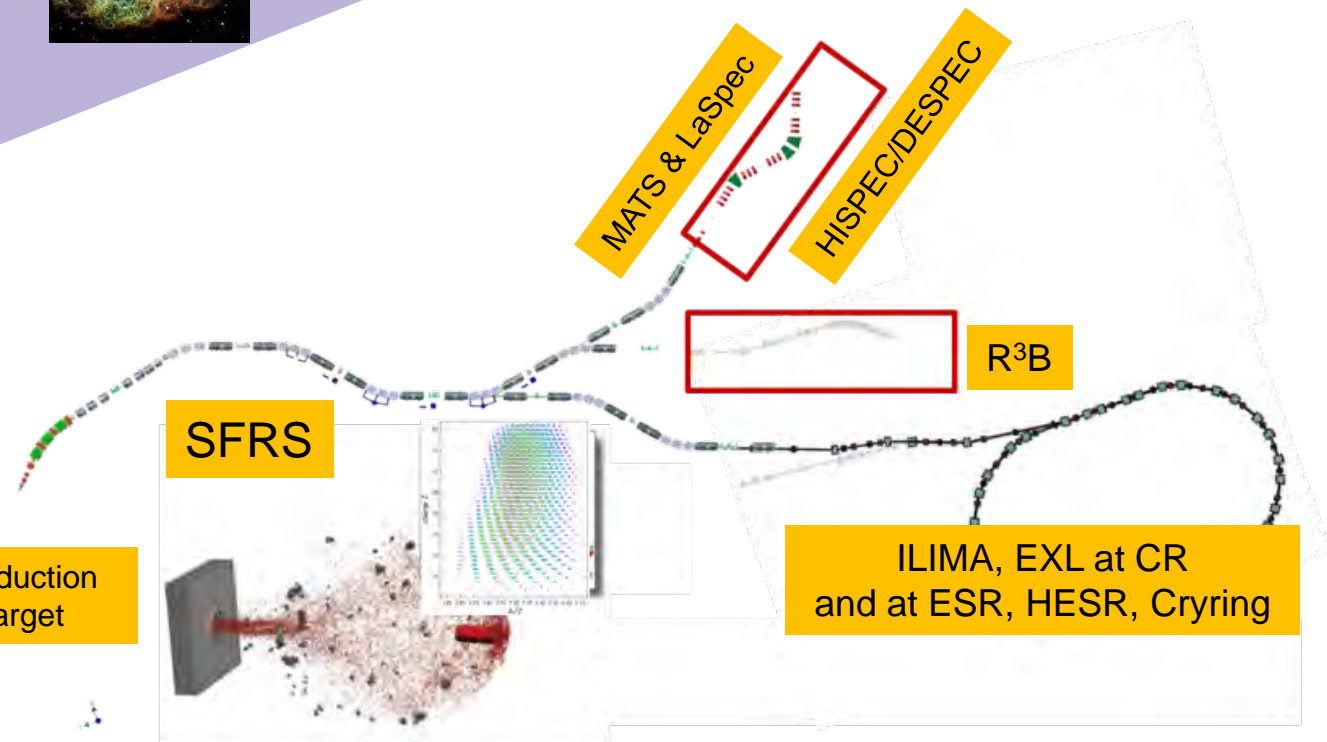 MATS & LaSpec
HISPEC/DESPEC
R³B
SFRS
duction
arget
ILIMA, EXL at CR
and at ESR, HESR, Cryring